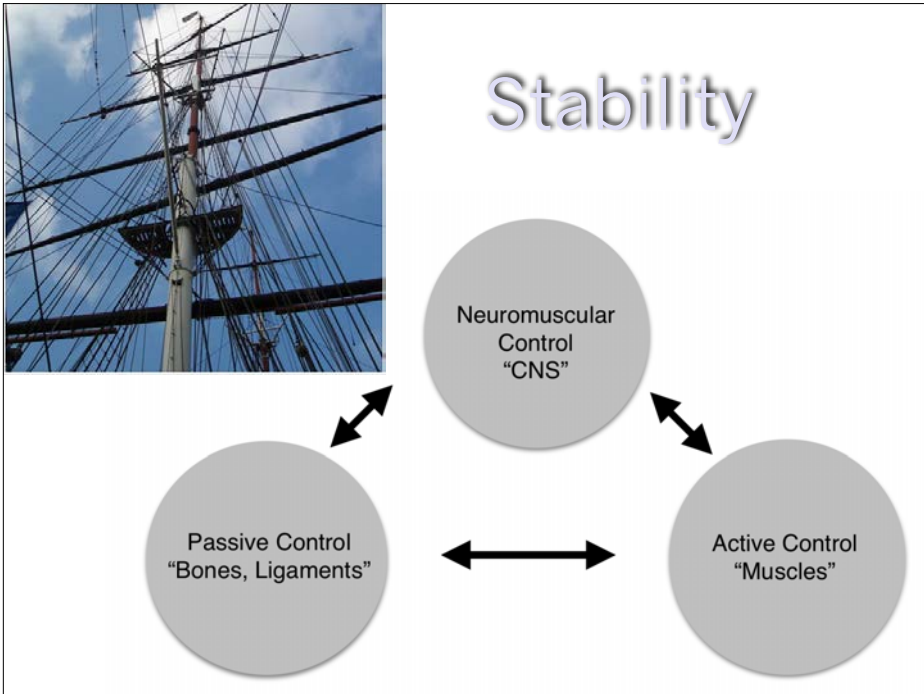 Stability
Neuromuscular
Control
“CNS”
Passive Control
“Bones, Ligaments”
Active Control
“Muscles”